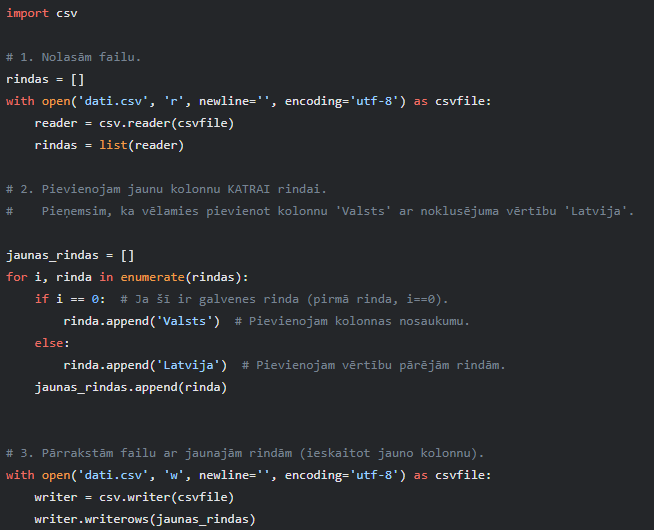 import csv
# 1. Nolasām failu.
rindas = []
with open('dati.csv', 'r', newline='', encoding='utf-8') as csvfile:
    reader = csv.reader(csvfile)
    rindas = list(reader)
# 2. Pievienojam jaunu kolonnu KATRAI rindai.
#    Pieņemsim, ka vēlamies pievienot kolonnu 'Valsts' ar noklusējuma vērtību 'Latvija'.
jaunas_rindas = []
for i, rinda in enumerate(rindas):
    if i == 0:  # Ja šī ir galvenes rinda (pirmā rinda, i==0).
        rinda.append('Valsts')  # Pievienojam kolonnas nosaukumu.
    else:
        rinda.append('Latvija')  # Pievienojam vērtību pārējām rindām.
    jaunas_rindas.append(rinda)
# 3. Pārrakstām failu ar jaunajām rindām (ieskaitot jauno kolonnu).
with open('dati.csv', 'w', newline='', encoding='utf-8') as csvfile:
    writer = csv.writer(csvfile)
    writer.writerows(jaunas_rindas)